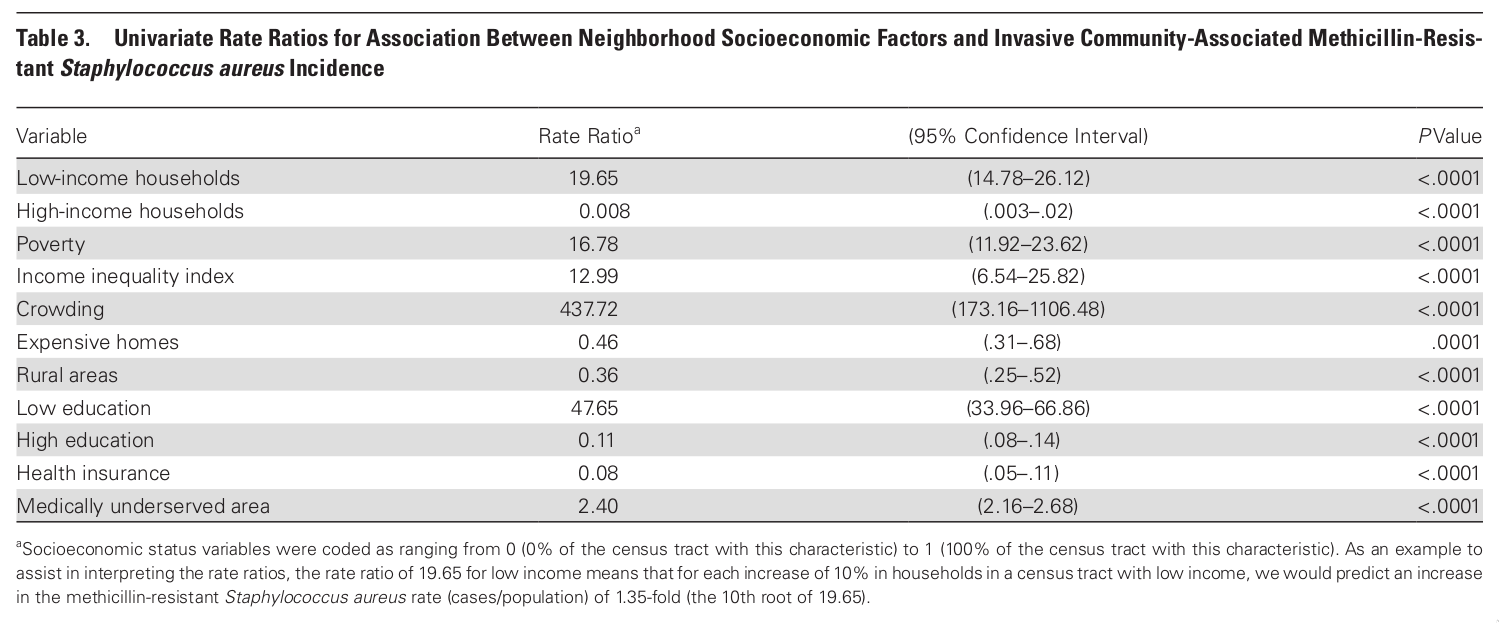 Table 3. Univariate Rate Ratios for Association Between Neighborhood Socioeconomic Factors and Invasive Community-Associated Methicillin-Resis-
tant Staphylococcus aureus Incidence
Variable Rate Ratioᵃ (95% Confidence Interval) P Value
Low-income households 19.65 (14.78–26.12) <.0001
High-income households 0.008 (.003–.02) <.0001
Poverty 16.78 (11.92–23.62) <.0001
Income inequality index 12.99 (6.54–25.82) <.0001
Crowding 437.72 (173.16–1106.48) <.0001
Expensive homes 0.46 (.31–.68) .0001
Rural areas 0.36 (.25–.52) <.0001
Low education 47.65 (33.96–66.86) <.0001
High education 0.11 (.08–.14) <.0001
Health insurance 0.08 (.05–.11) <.0001
Medically underserved area 2.40 (2.16–2.68) <.0001
ᵃSocioeconomic status variables were coded as ranging from 0 (0% of the census tract with this characteristic) to 1 (100% of the census tract with this characteristic). As an example to
assist in interpreting the rate ratios, the rate ratio of 19.65 for low income means that for each increase of 10% in households in a census tract with low income, we would predict an increase
in the methicillin-resistant Staphylococcus aureus rate (cases/population) of 1.35-fold (the 10th root of 19.65).